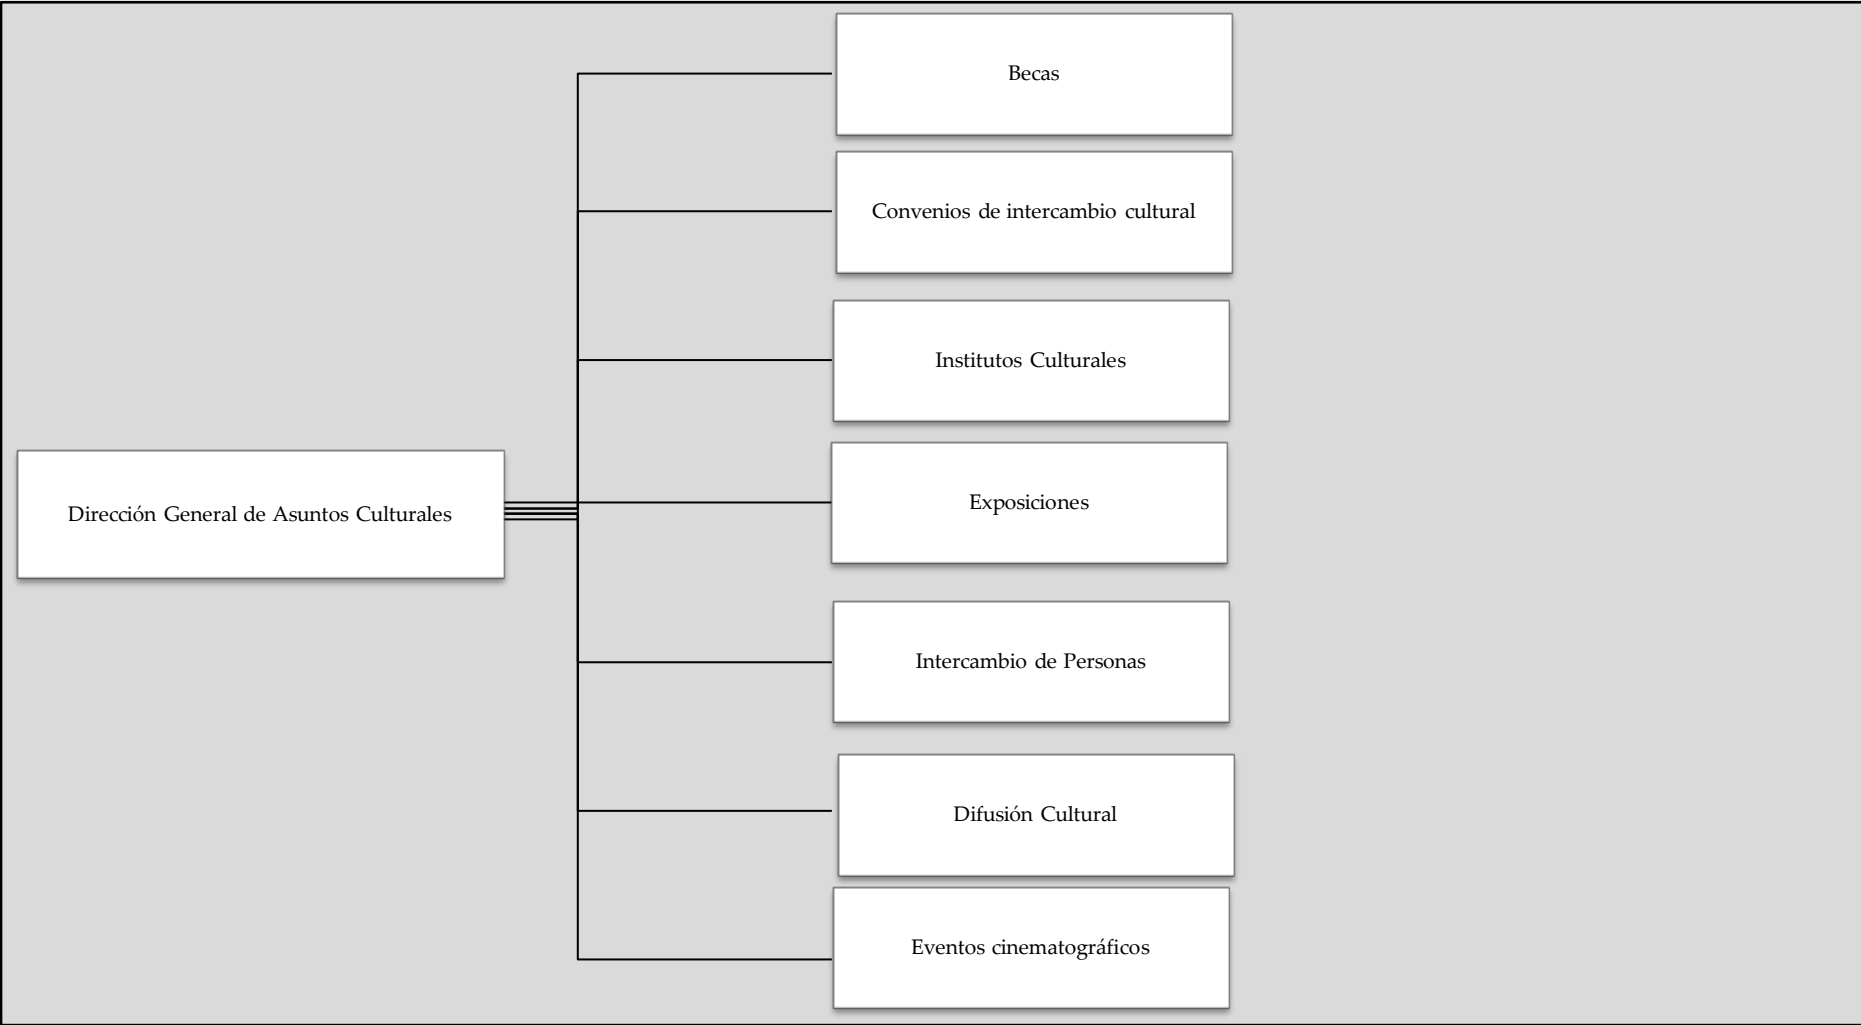 Becas
Convenios de intercambio cultural
Institutos Culturales
Dirección General de Asuntos Culturales
Exposiciones
Intercambio de Personas
Difusión Cultural
Eventos cinematográficos